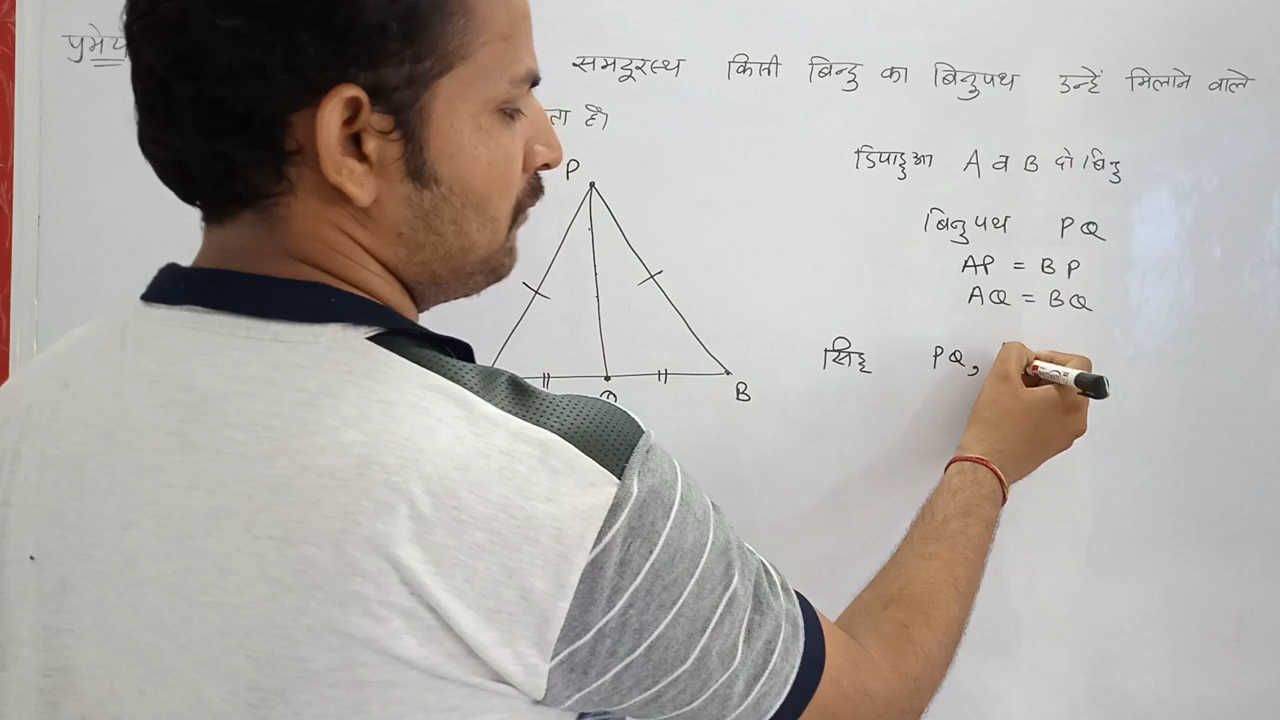 प्रमेय समदूरस्थ किसी बिन्दु का बिन्दुपथ उन्हें मिलाने वाले
ता है।
P
B
A व B दो बिन्दु
बिन्दुपथ PQ
AP = BP
AQ = BQ
सिद्ध PQ,